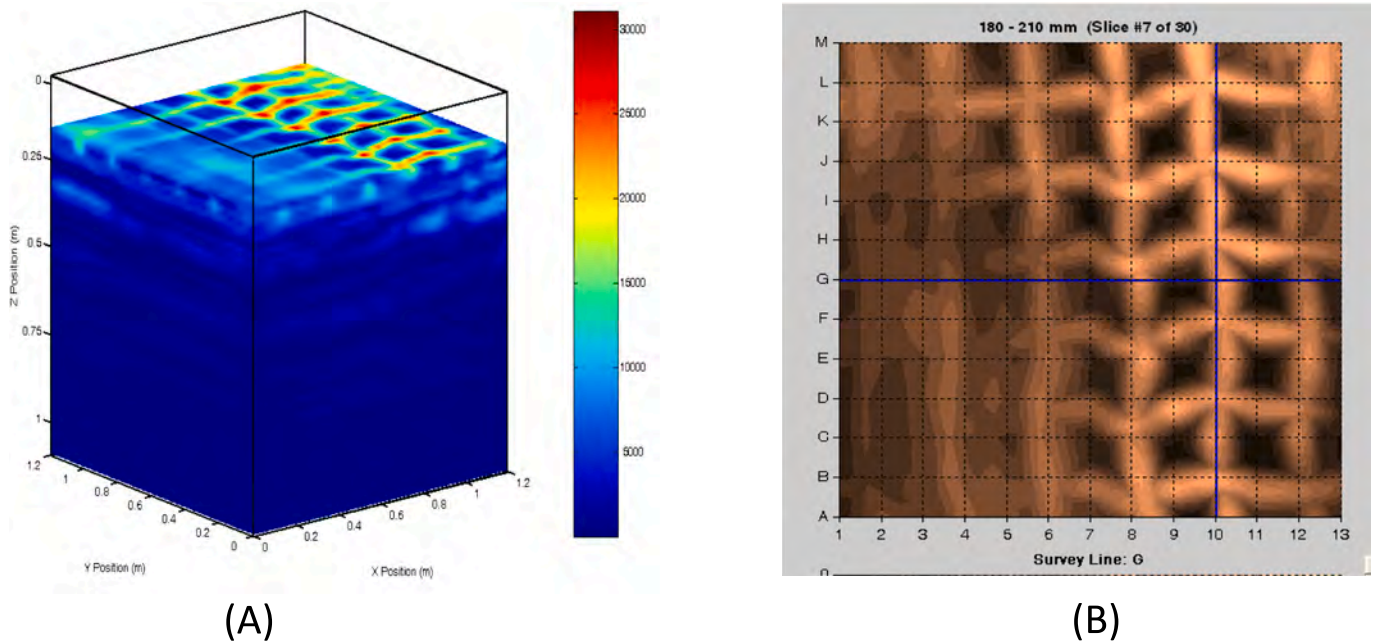 0
0.25
0.5
0.75
1
Z Position (m)
1.2
1
0.8
0.6
0.4
0.2
0
Y Position (m)
0
0.2
0.4
0.6
0.8
1
1.2
X Position (m)
30000
25000
20000
15000
10000
5000
(A)
180 - 210 mm (Slice #7 of 30)
M
L
K
J
I
H
G
F
E
D
C
B
A
1 2 3 4 5 6 7 8 9 10 11 12 13
Survey Line: G
0
(B)